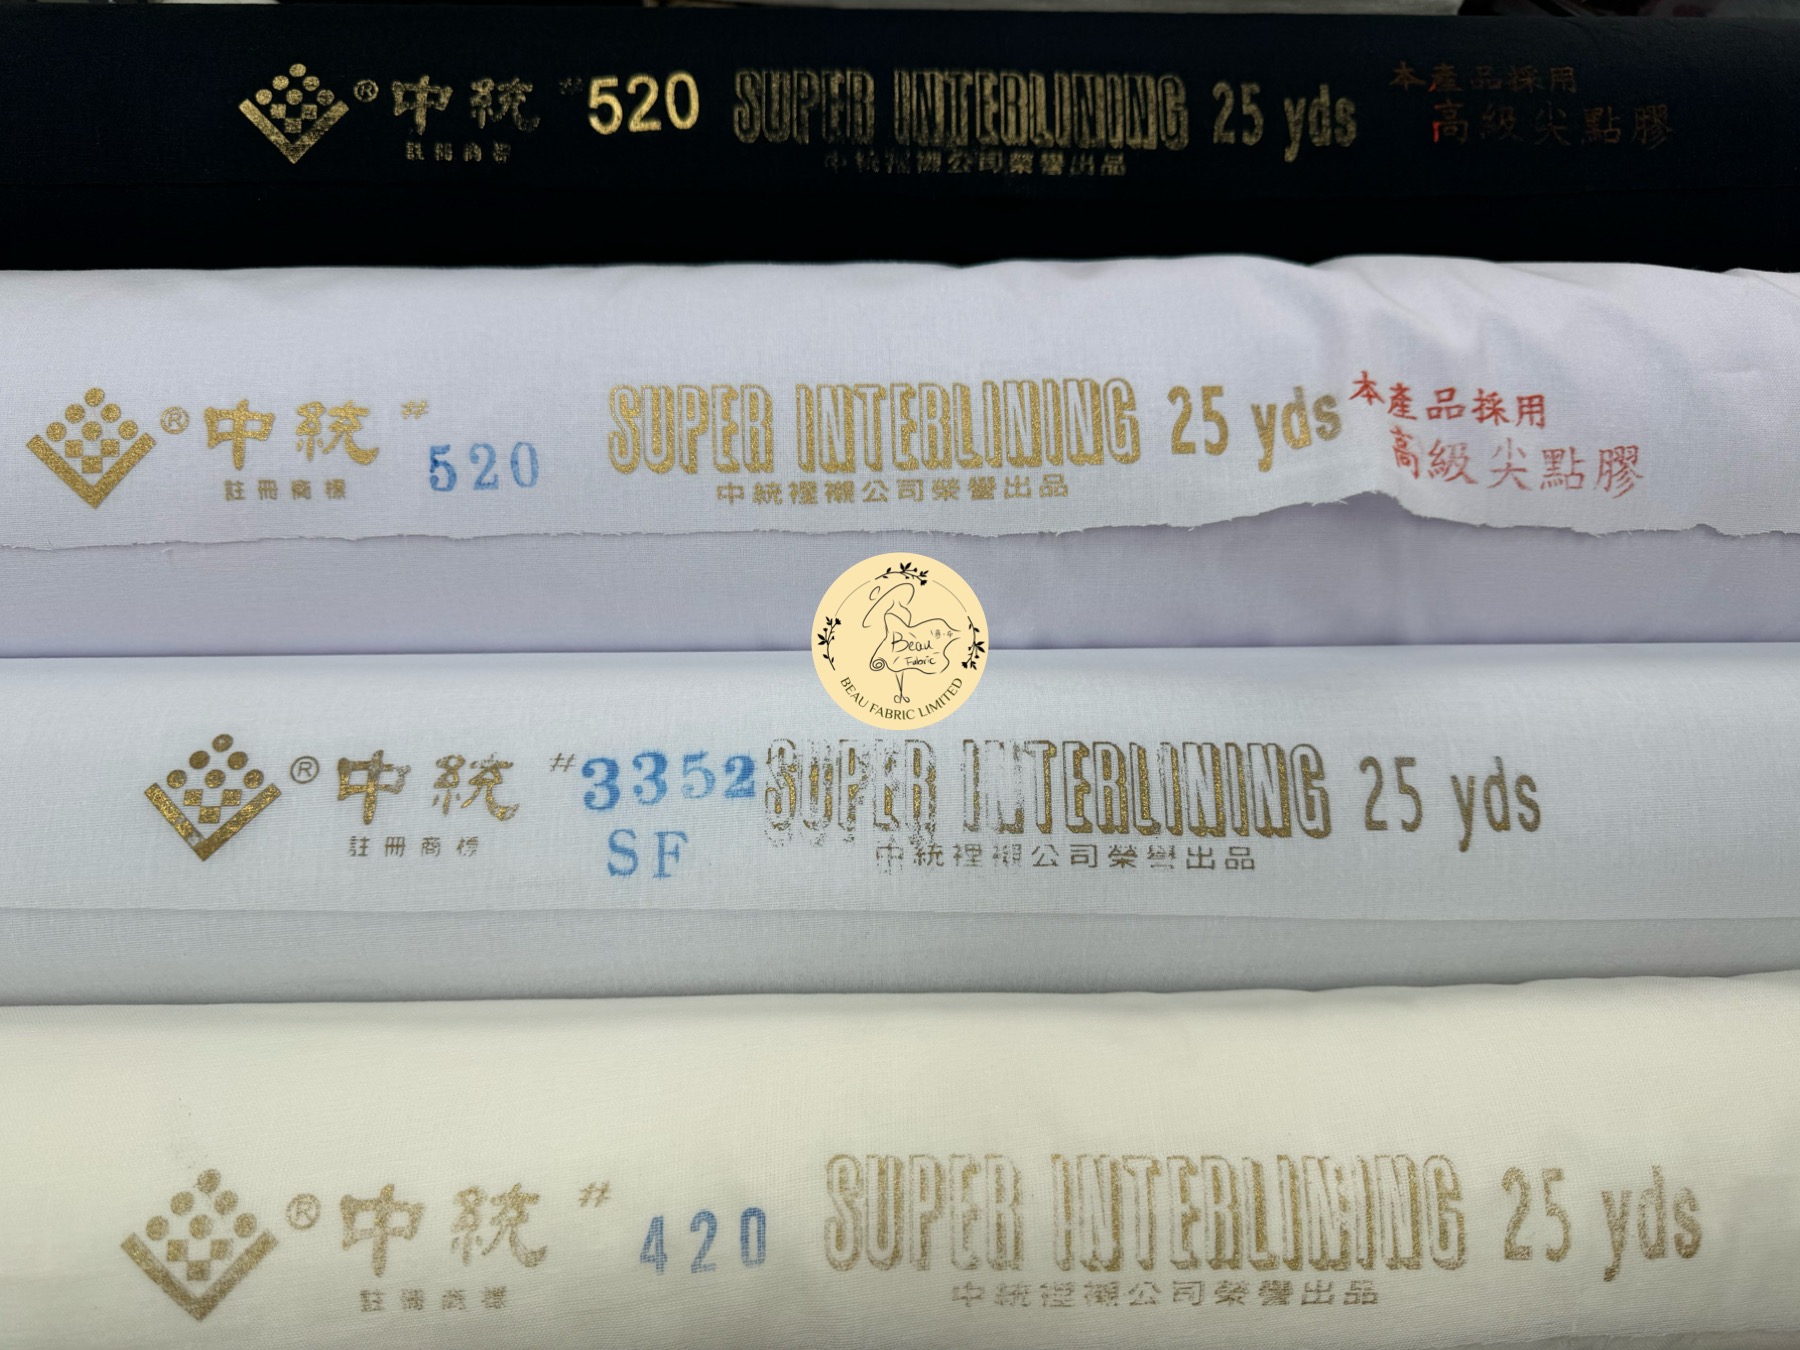 ® 中統 #520 SUPER INTERLINING 25 yds 本產品採用
註冊商標 中統裡襯公司榮譽出品 高級尖點膠
® 中統 # 520 SUPER INTERLINING 25 yds 本產品採用
註冊商標 中統裡襯公司榮譽出品 高級尖點膠
Beau
Fabric
BEAU FABRIC LIMITED
® 中統 #3352 SUPER INTERLINING 25 yds
註冊商標 SF 中統裡襯公司榮譽出品
® 中統 # 420 SUPER INTERLINING 25 yds
註冊商標 中統裡襯公司榮譽出品